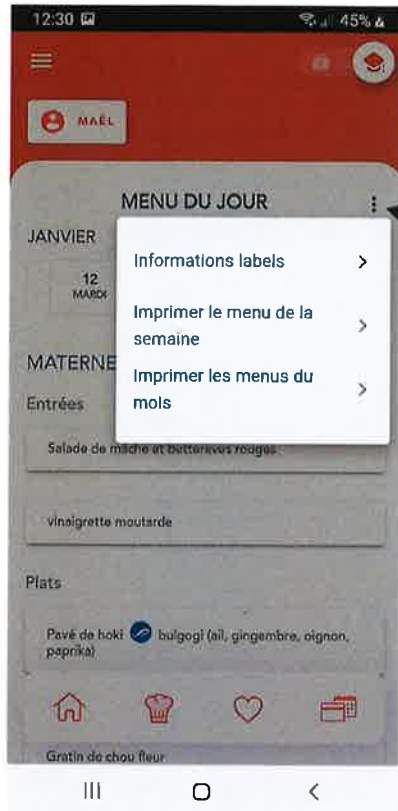 12:30 45%
MAËL
MENU DU JOUR
JANVIER
12
MARDI
Informations labels
Imprimer le menu de la
semaine
Imprimer les menus du
mois
MATERNE
Entrées
Salade de mâche et betteraves rouges
vinaigrette moutarde
Plats
Pavé de hoki bulgogi (ail, gingembre, oignon,
paprika)
Gratin de chou fleur